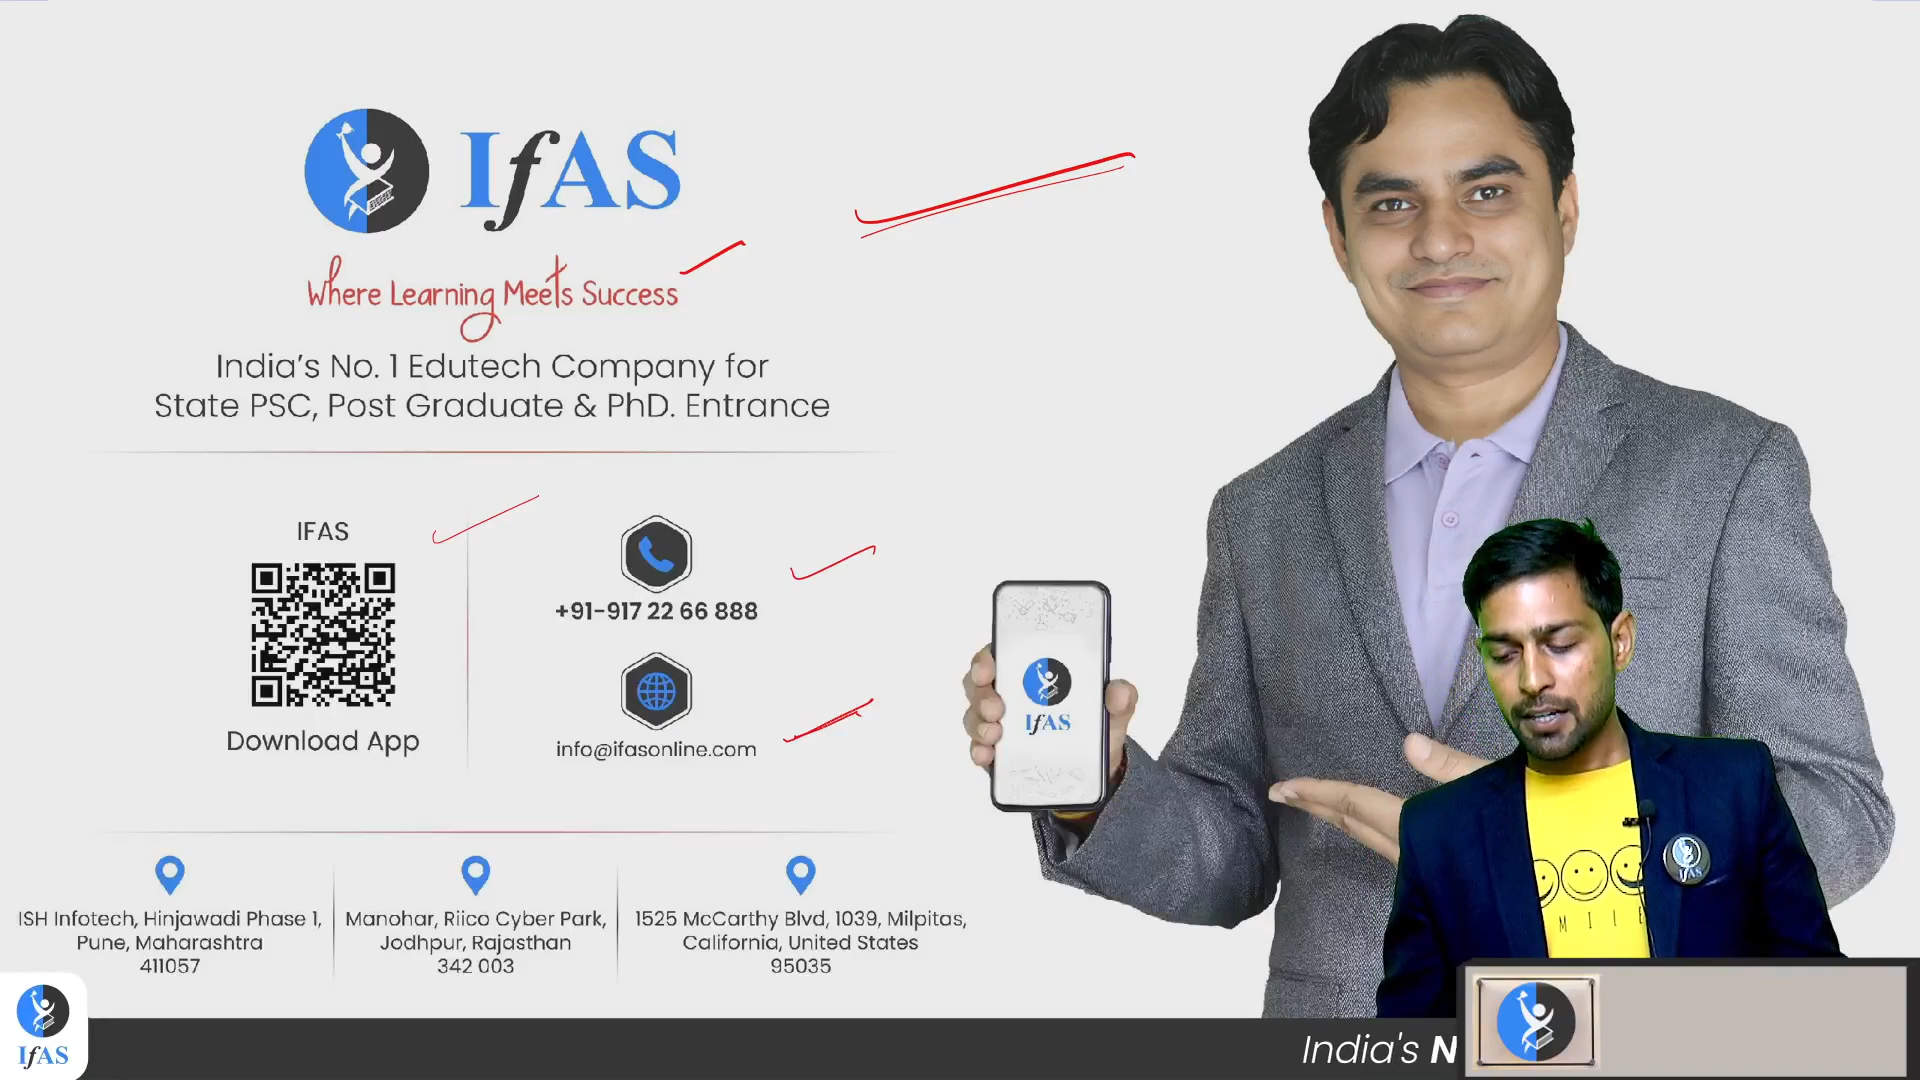 IfAS
Where Learning Meets Success
India's No. 1 Edutech Company for
State PSC, Post Graduate & PhD. Entrance
IFAS
Download App
+91-917 22 66 888
info@ifasonline.com
IfAS
ISH Infotech, Hinjawadi Phase 1,
Pune, Maharashtra
411057
Manohar, Riico Cyber Park,
Jodhpur, Rajasthan
342 003
1525 McCarthy Blvd, 1039, Milpitas,
California, United States
95035
IfAS
MILE
IfAS
India's N